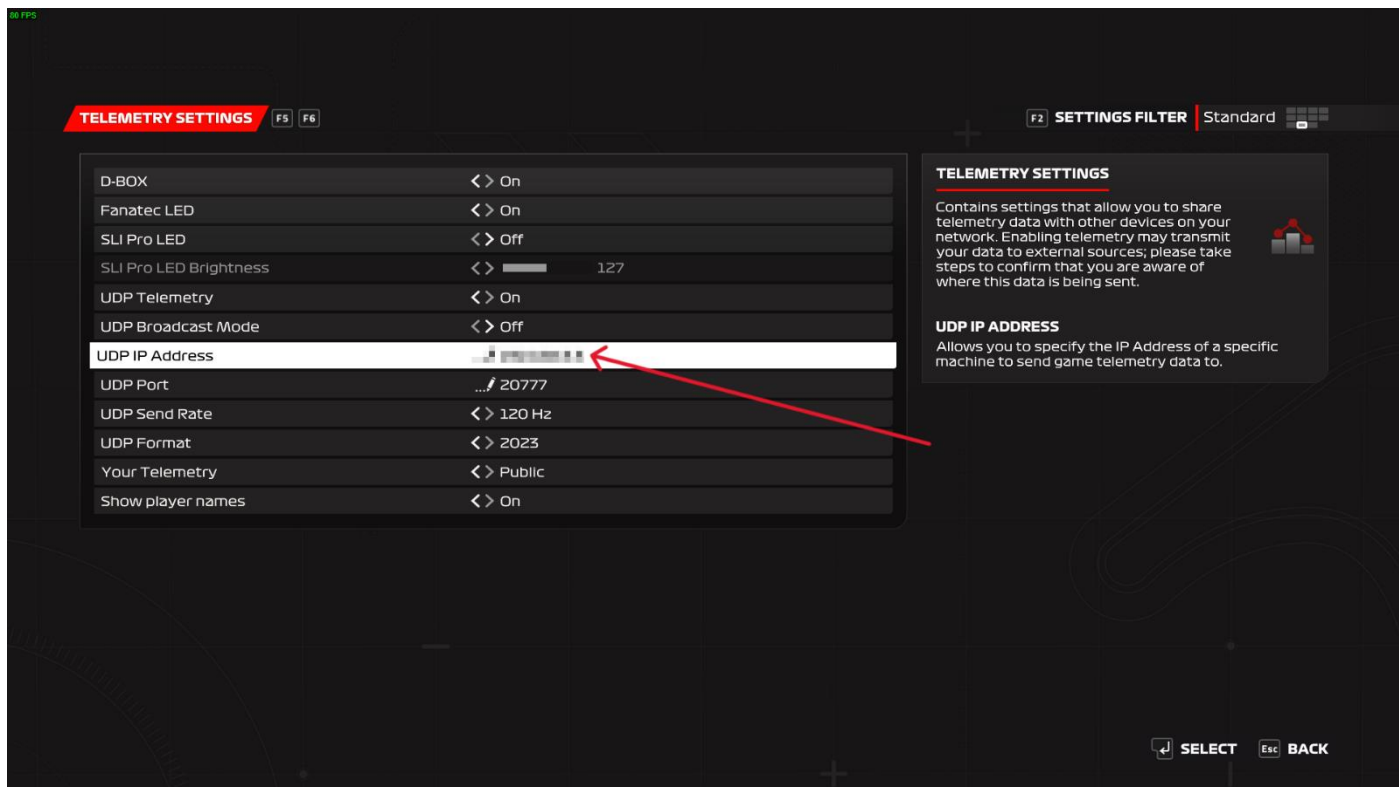 80 FPS
TELEMETRY SETTINGS F5 F6
F2 SETTINGS FILTER Standard
D-BOX On
Fanatec LED On
SLI Pro LED Off
SLI Pro LED Brightness 127
UDP Telemetry On
UDP Broadcast Mode Off
UDP IP Address
UDP Port ... 20777
UDP Send Rate 120 Hz
UDP Format 2023
Your Telemetry Public
Show player names On
TELEMETRY SETTINGS
Contains settings that allow you to share
telemetry data with other devices on your
network. Enabling telemetry may transmit
your data to external sources; please take
steps to confirm that you are aware of
where this data is being sent.
UDP IP ADDRESS
Allows you to specify the IP Address of a specific
machine to send game telemetry data to.
SELECT Esc BACK